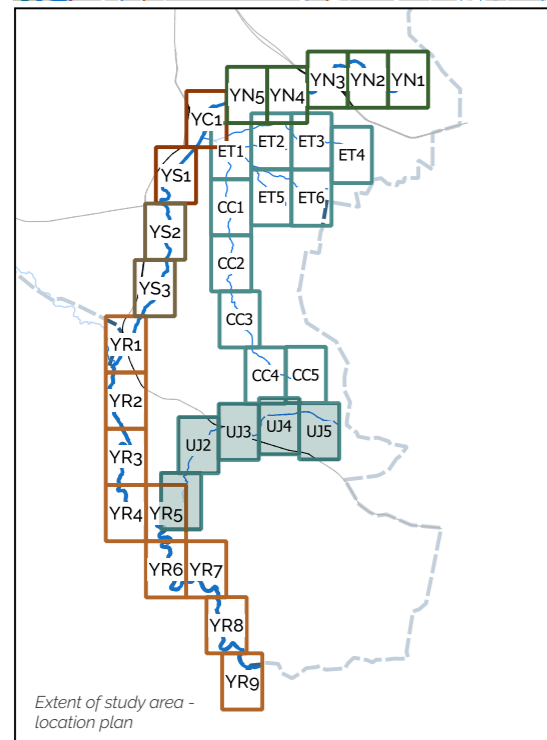 YN3 YN2 YN1
YN5 YN4
YC1
ET1 ET2 ET3 ET4
YS1
ET5 ET6
CC1
YS2
CC2
YS3
CC3
YR1
CC4 CC5
YR2
UJ2 UJ3 UJ4 UJ5
YR3
YR4 YR5
YR6 YR7
YR8
YR9
Extent of study area -
location plan